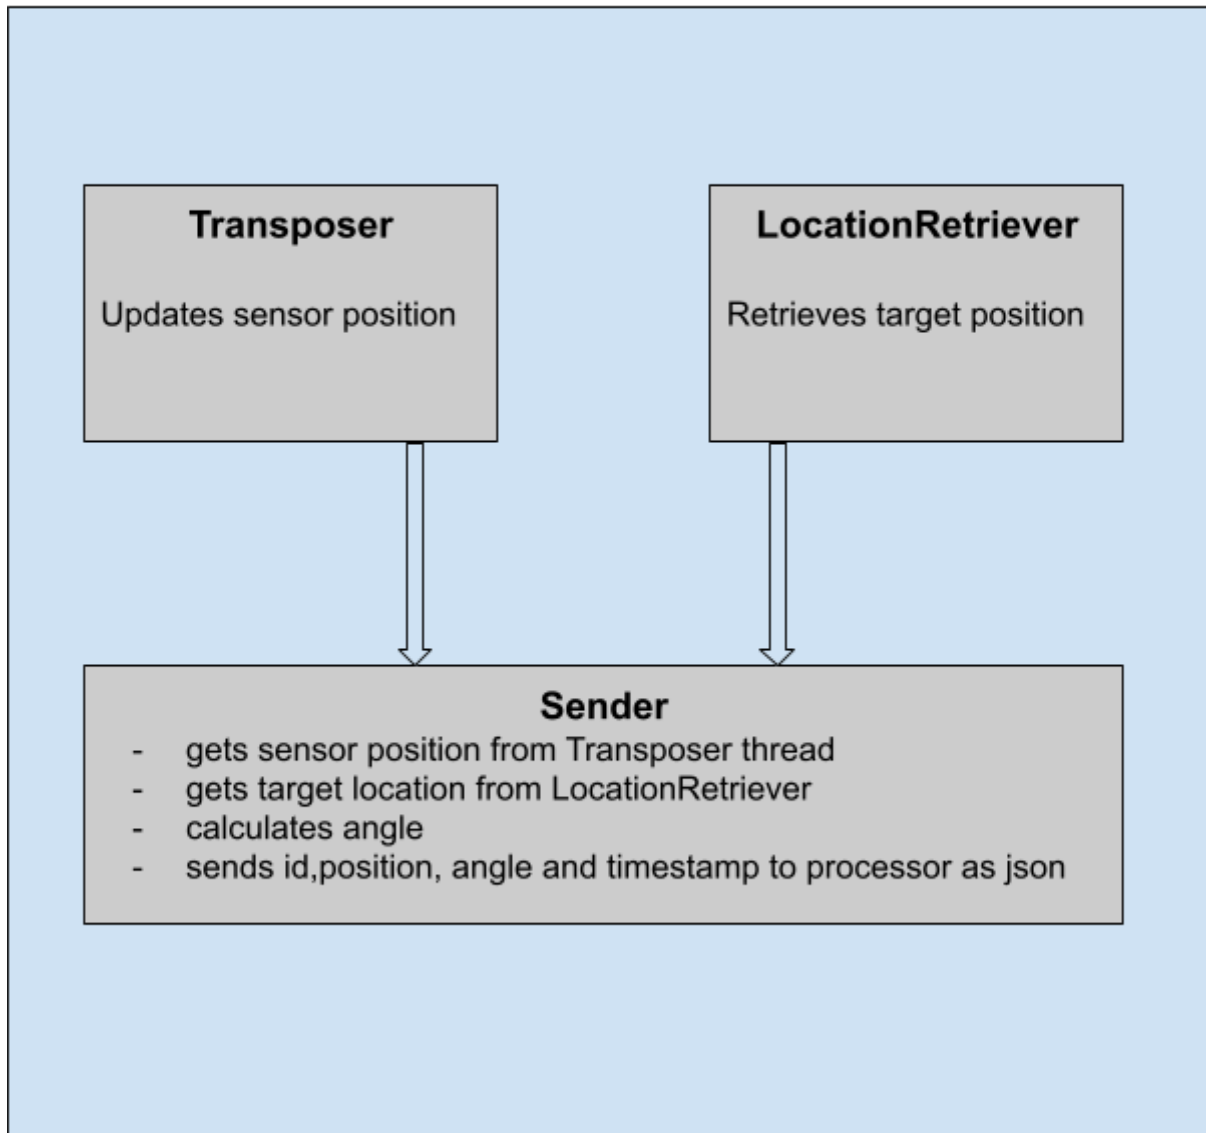 Transposer
Updates sensor position
LocationRetriever
Retrieves target position
Sender
- gets sensor position from Transposer thread
- gets target location from LocationRetriever
- calculates angle
- sends id,position, angle and timestamp to processor as json